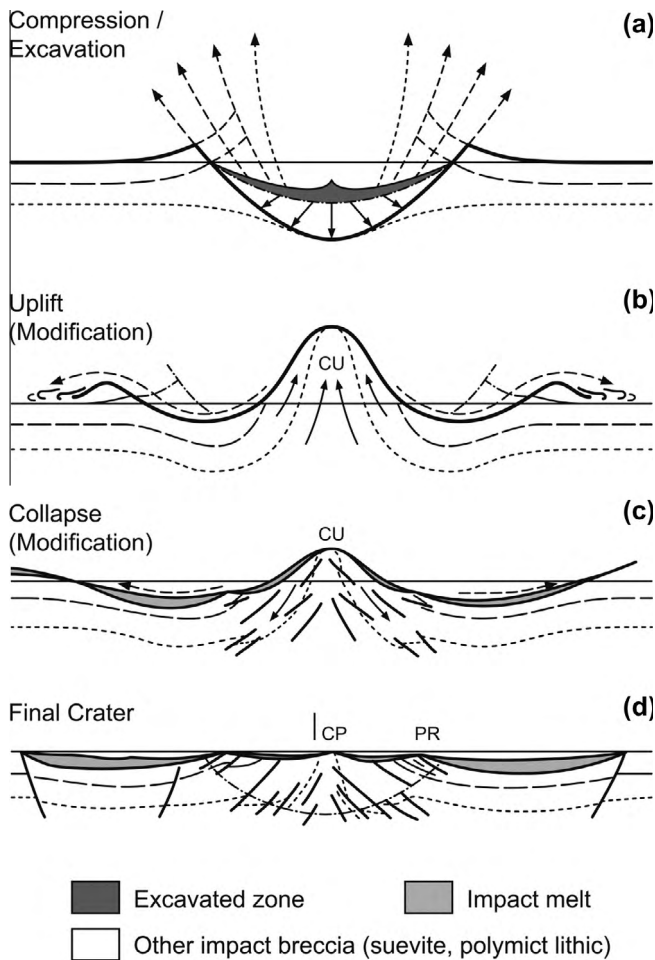 Compression /
Excavation
(a)
Uplift
(Modification)
(b)
CU
Collapse
(Modification)
(c)
CU
Final Crater
(d)
CP
PR
Excavated zone
Impact melt
Other impact breccia (suevite, polymict lithic)